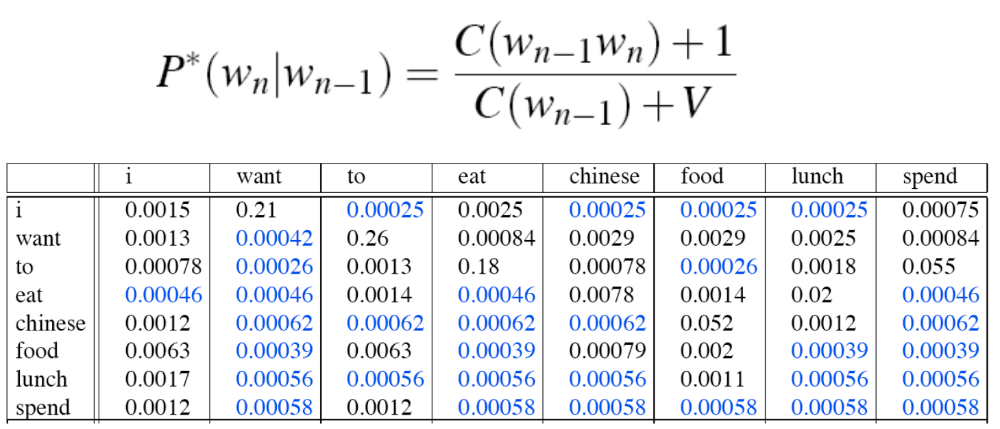 P*(wₙ|wₙ₋₁) = C(wₙ₋₁wₙ)+1 / C(wₙ₋₁)+V
i want to eat chinese food lunch spend
i 0.0015 0.21 0.00025 0.0025 0.00025 0.00025 0.00025 0.00075
want 0.0013 0.00042 0.26 0.00084 0.0029 0.0029 0.0025 0.00084
to 0.00078 0.00026 0.0013 0.18 0.00078 0.00026 0.0018 0.055
eat 0.00046 0.00046 0.0014 0.00046 0.0078 0.0014 0.02 0.00046
chinese 0.0012 0.00062 0.00062 0.00062 0.00062 0.052 0.0012 0.00062
food 0.0063 0.00039 0.0063 0.00039 0.00079 0.002 0.00039 0.00039
lunch 0.0017 0.00056 0.00056 0.00056 0.00056 0.0011 0.00056 0.00056
spend 0.0012 0.00058 0.0012 0.00058 0.00058 0.00058 0.00058 0.00058